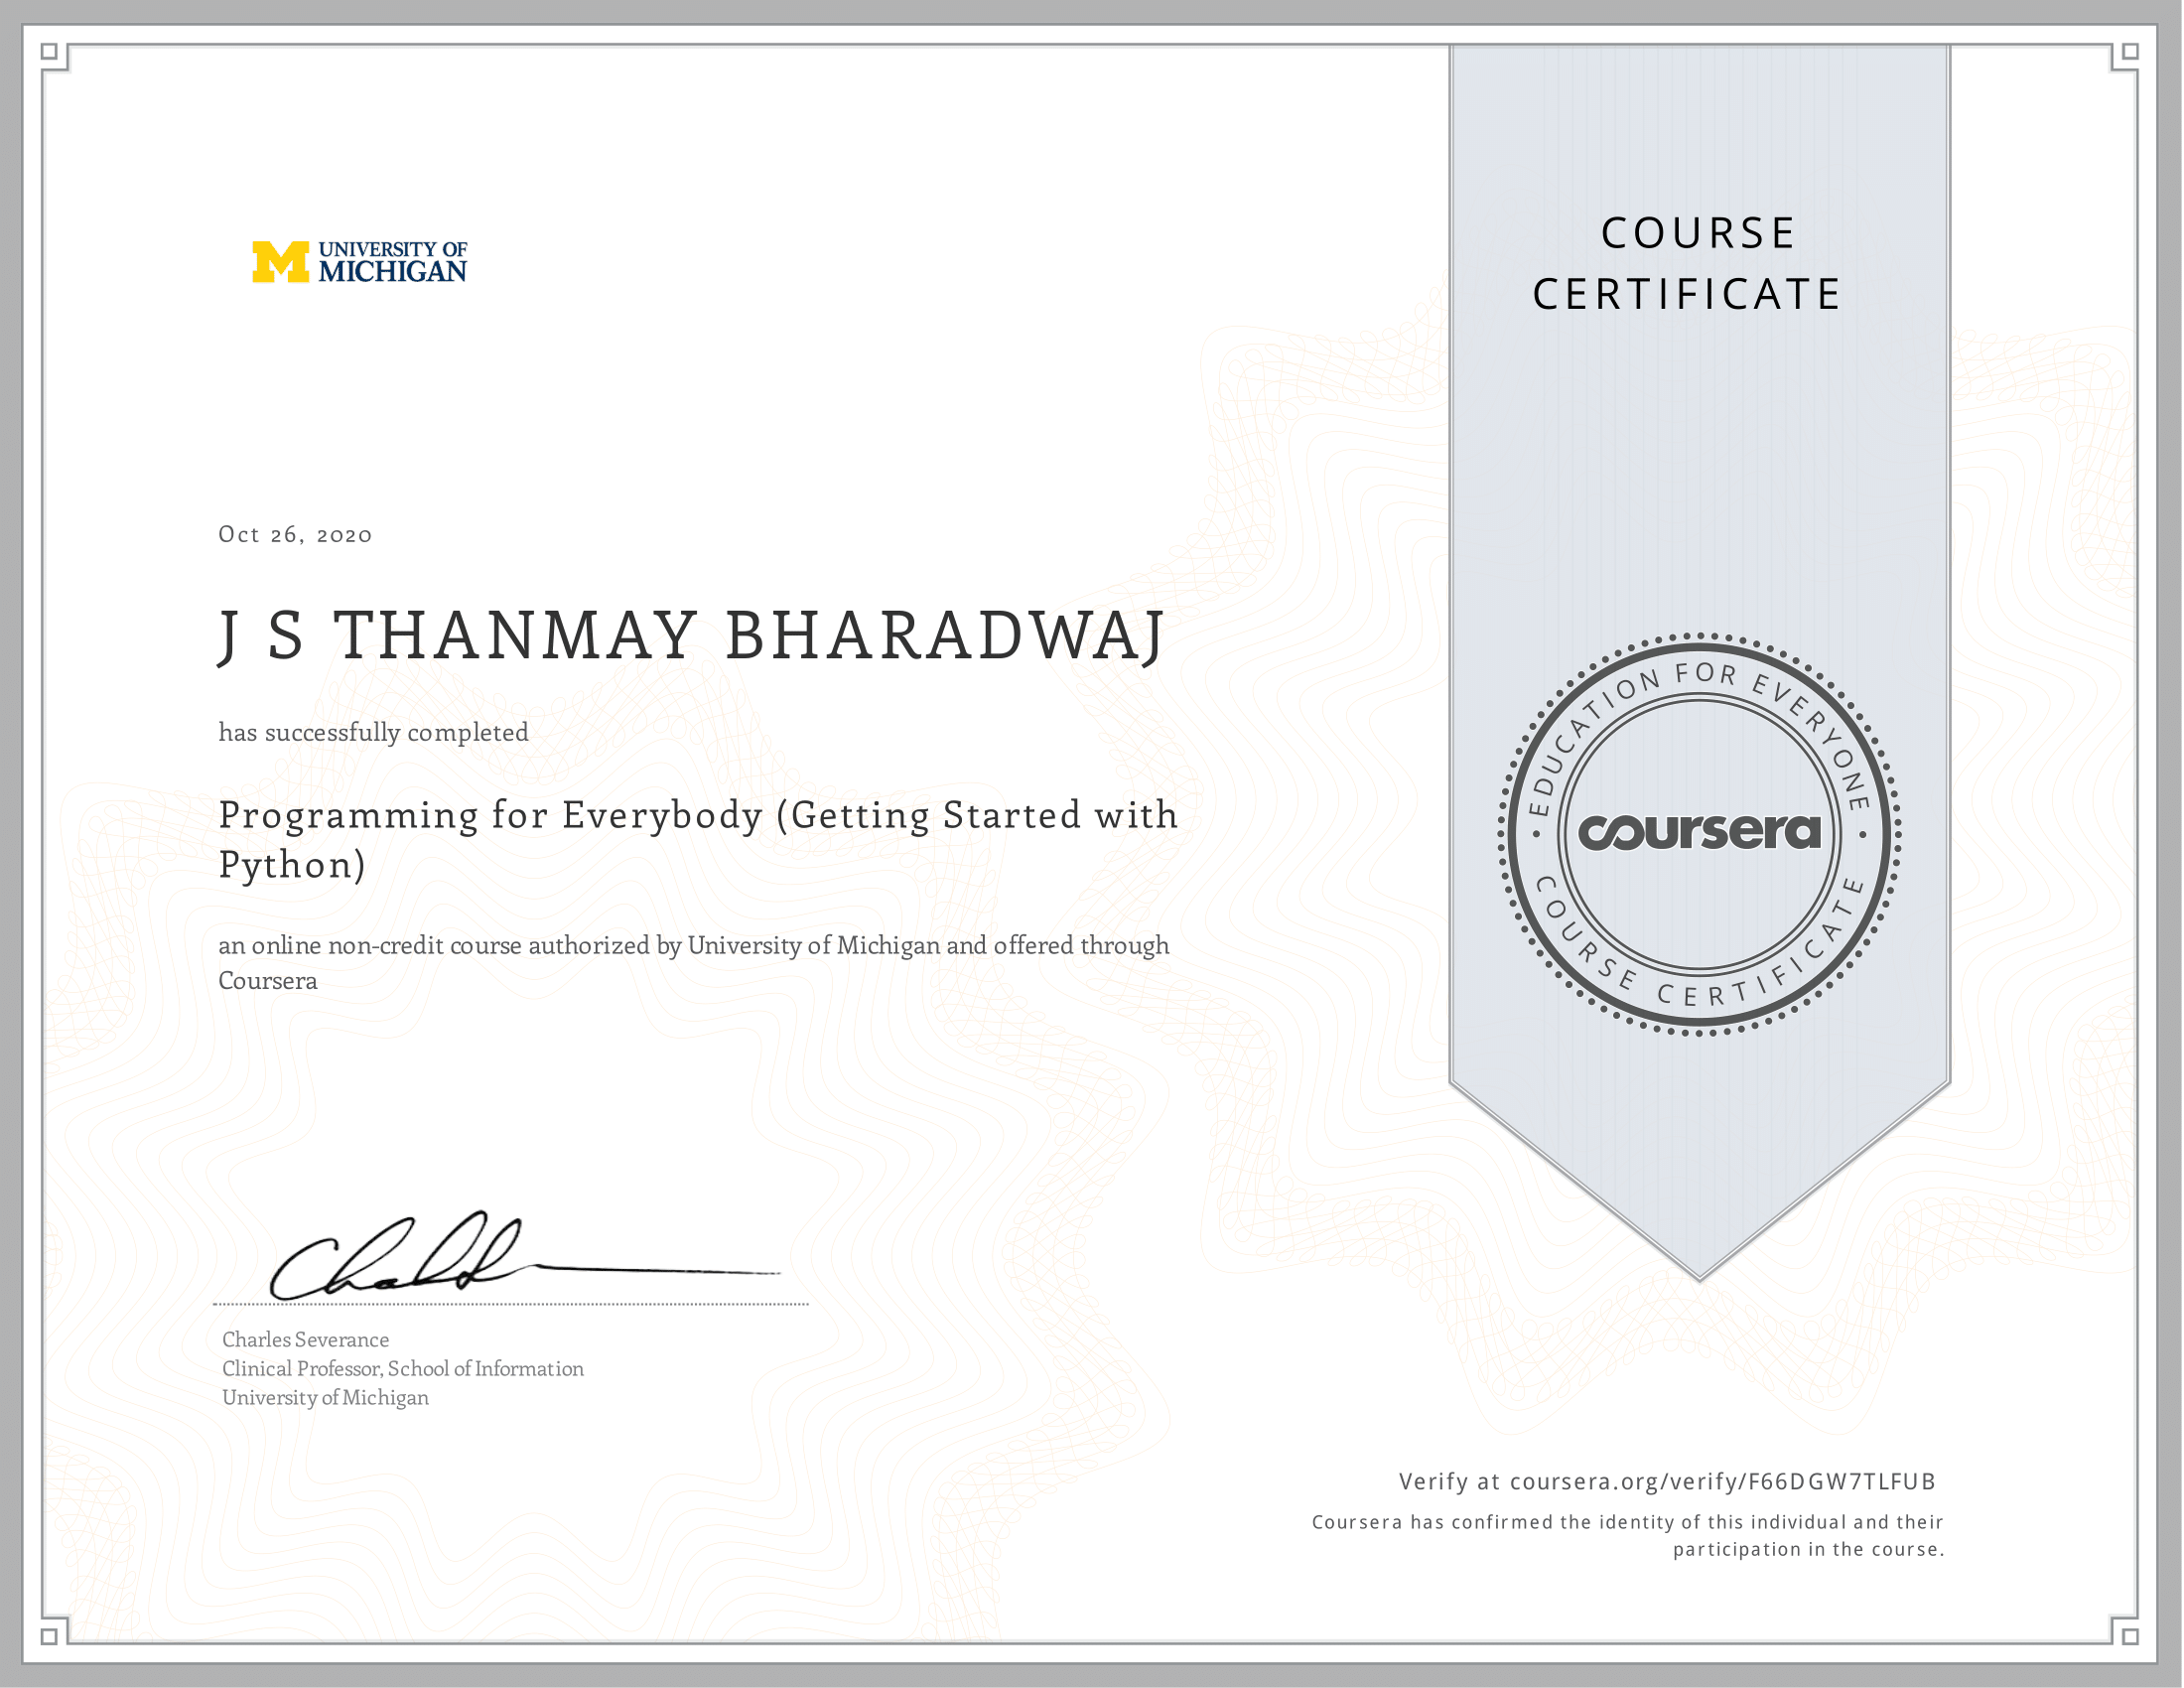 UNIVERSITY OF
MICHIGAN
COURSE
CERTIFICATE
Oct 26, 2020
J S THANMAY BHARADWAJ
has successfully completed
Programming for Everybody (Getting Started with
Python)
an online non-credit course authorized by University of Michigan and offered through
Coursera
EDUCATION FOR EVERYONE
coursera
COURSE CERTIFICATE
Charles Severance
Clinical Professor, School of Information
University of Michigan
Verify at coursera.org/verify/F66DGW7TLFUB
Coursera has confirmed the identity of this individual and their
participation in the course.